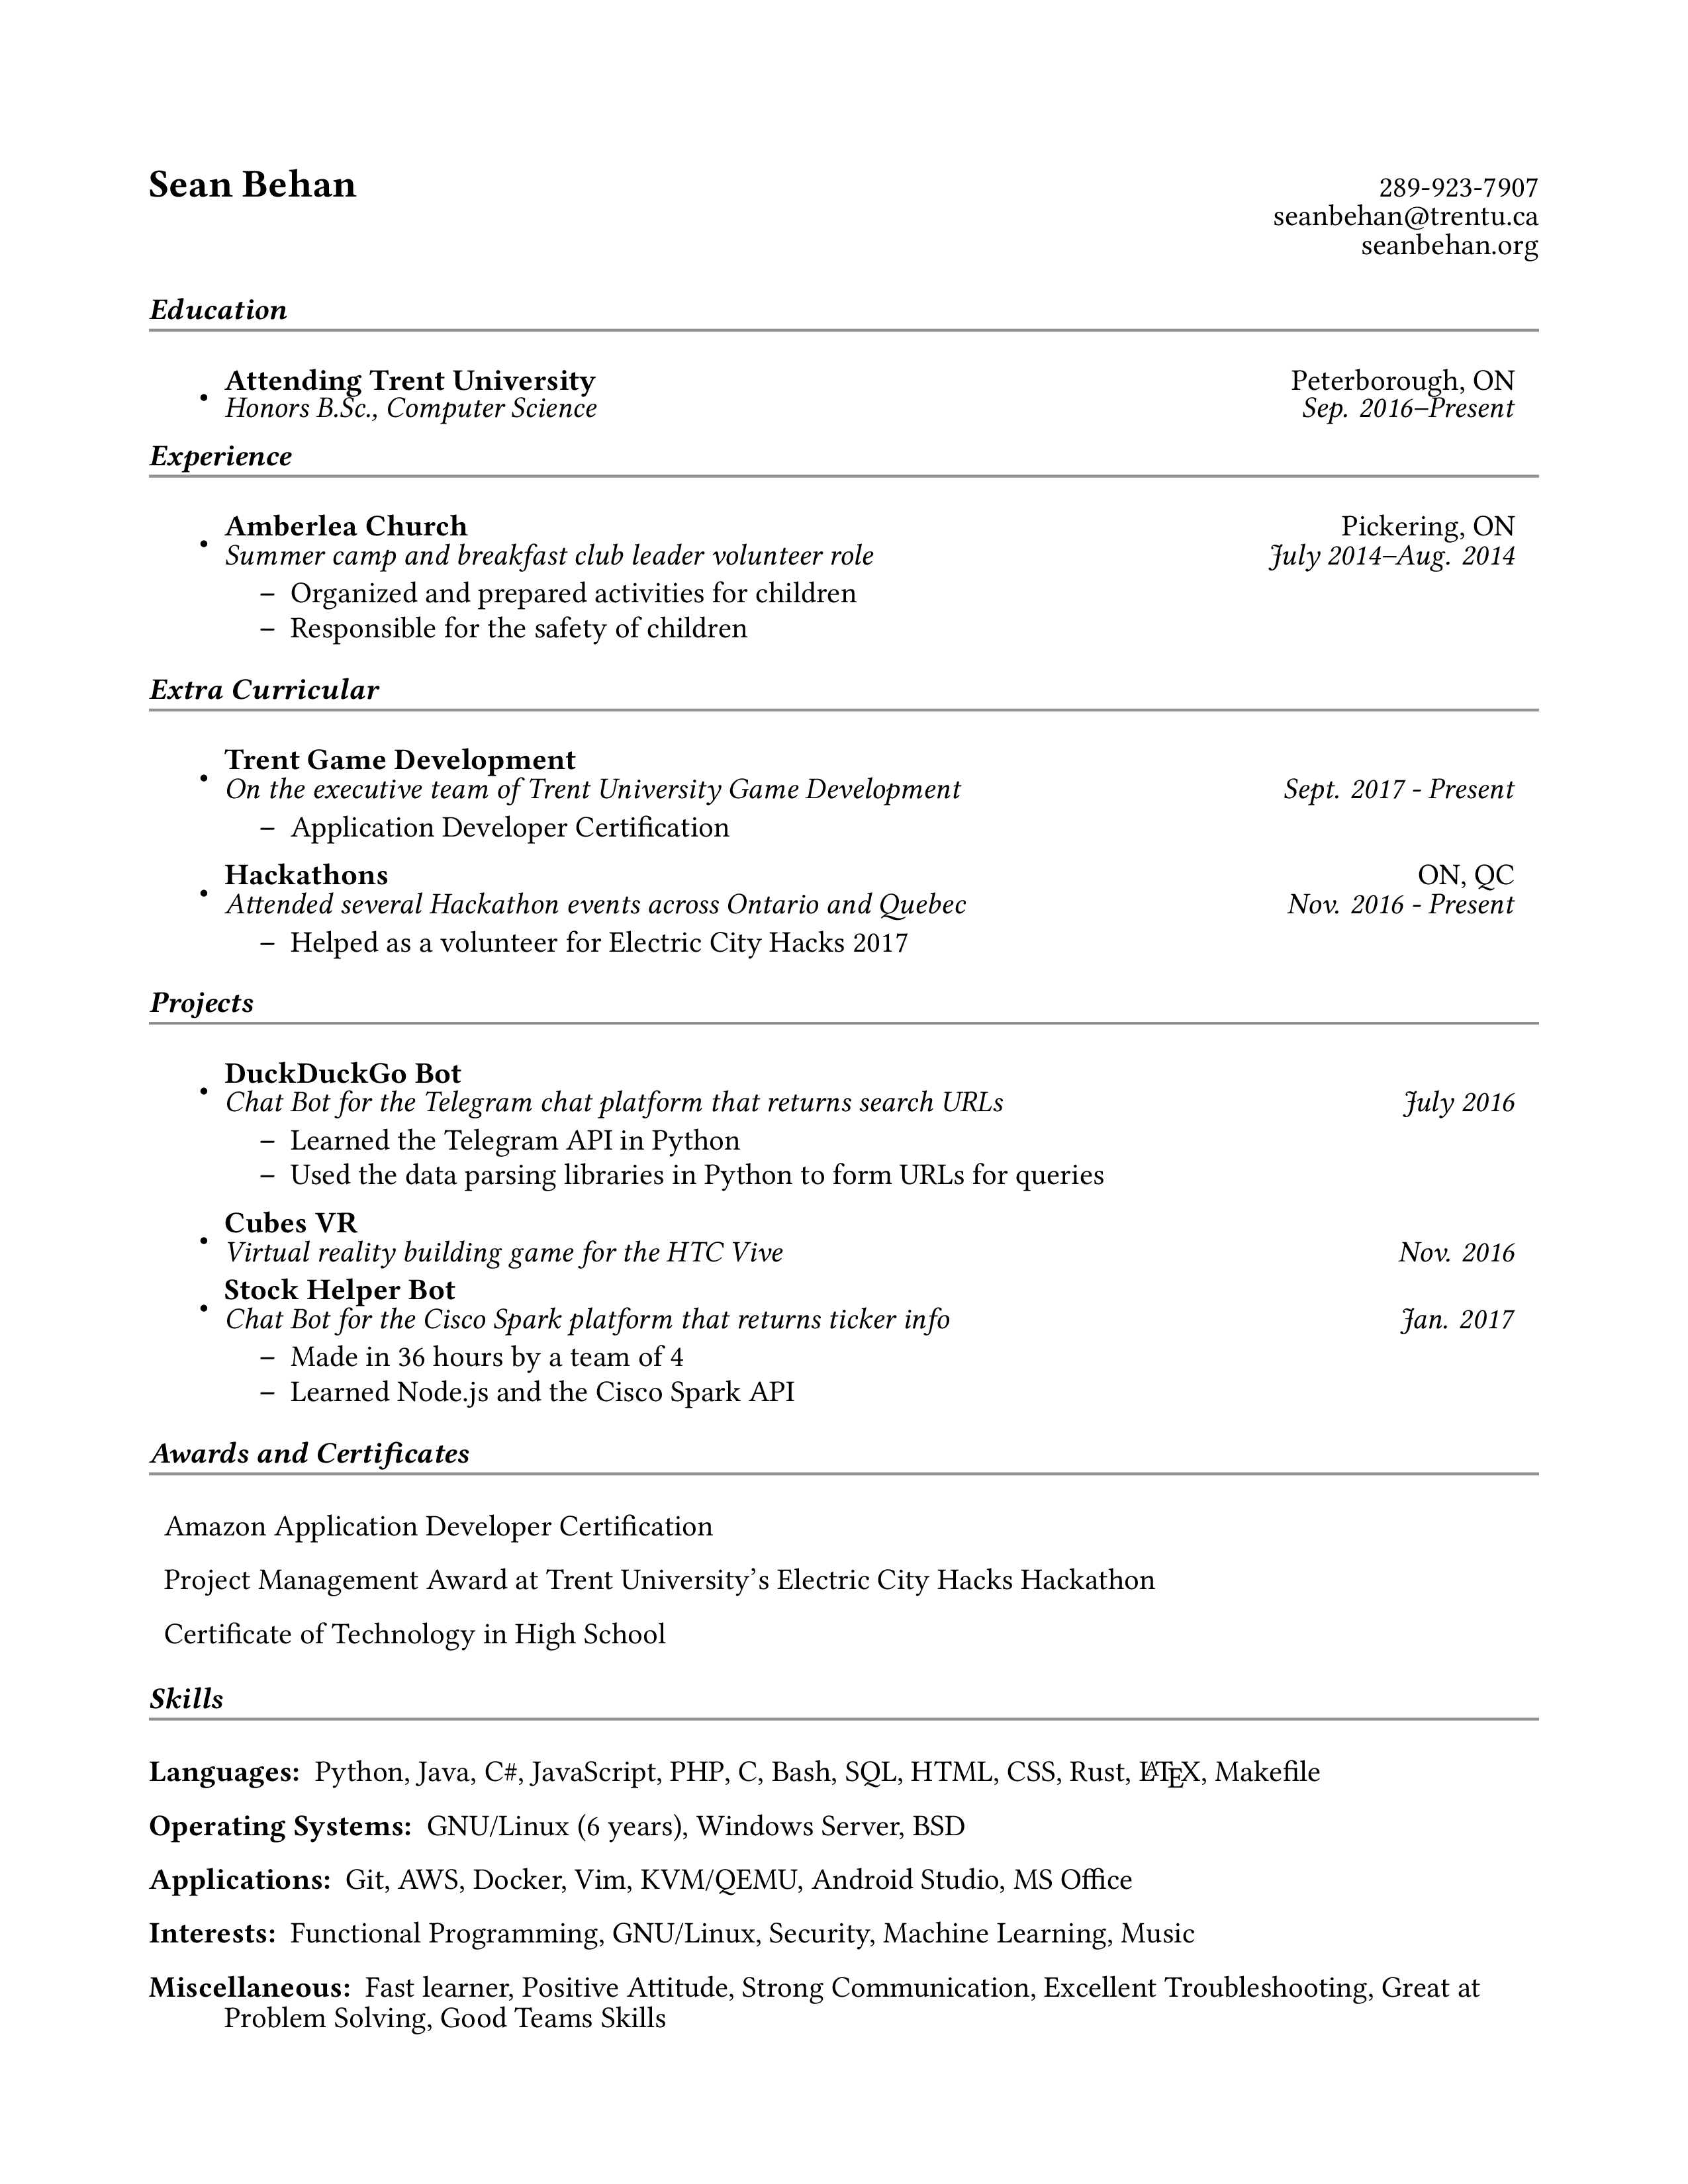 Sean Behan
289-923-7907
seanbehan@trentu.ca
seanbehan.org
Education
• Attending Trent University Peterborough, ON
Honors B.Sc., Computer Science Sep. 2016–Present
Experience
• Amberlea Church Pickering, ON
Summer camp and breakfast club leader volunteer role July 2014–Aug. 2014
– Organized and prepared activities for children
– Responsible for the safety of children
Extra Curricular
• Trent Game Development
On the executive team of Trent University Game Development Sept. 2017 - Present
– Application Developer Certification
• Hackathons ON, QC
Attended several Hackathon events across Ontario and Quebec Nov. 2016 - Present
– Helped as a volunteer for Electric City Hacks 2017
Projects
• DuckDuckGo Bot
Chat Bot for the Telegram chat platform that returns search URLs July 2016
– Learned the Telegram API in Python
– Used the data parsing libraries in Python to form URLs for queries
• Cubes VR
Virtual reality building game for the HTC Vive Nov. 2016
• Stock Helper Bot
Chat Bot for the Cisco Spark platform that returns ticker info Jan. 2017
– Made in 36 hours by a team of 4
– Learned Node.js and the Cisco Spark API
Awards and Certificates
Amazon Application Developer Certification
Project Management Award at Trent University’s Electric City Hacks Hackathon
Certificate of Technology in High School
Skills
Languages: Python, Java, C#, JavaScript, PHP, C, Bash, SQL, HTML, CSS, Rust, LATEX, Makefile
Operating Systems: GNU/Linux (6 years), Windows Server, BSD
Applications: Git, AWS, Docker, Vim, KVM/QEMU, Android Studio, MS Office
Interests: Functional Programming, GNU/Linux, Security, Machine Learning, Music
Miscellaneous: Fast learner, Positive Attitude, Strong Communication, Excellent Troubleshooting, Great at
Problem Solving, Good Teams Skills